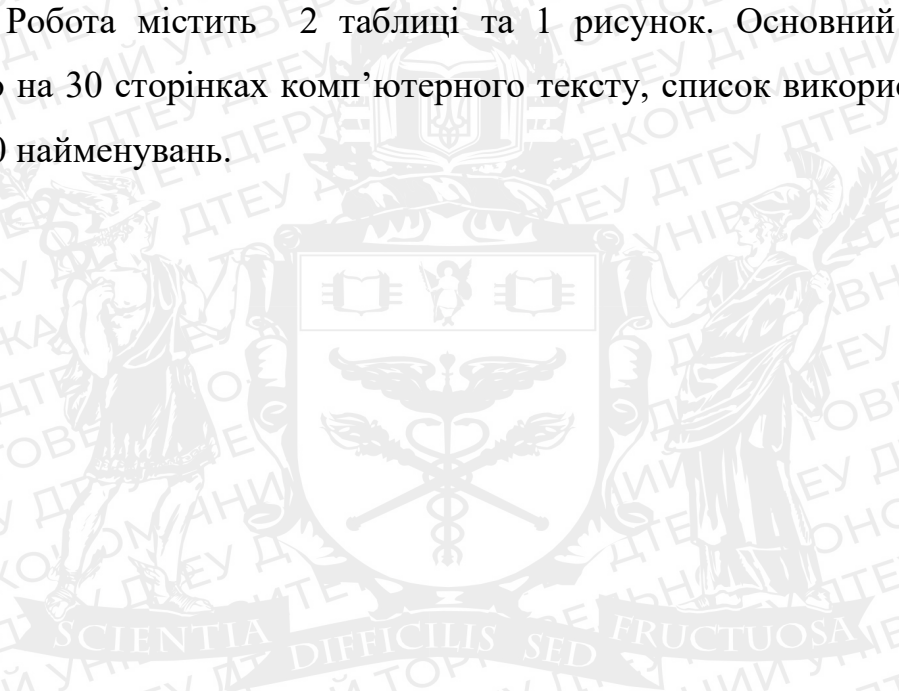 Робота містить 2 таблиці та 1 рисунок. Основний
на 30 сторінках комп’ютерного тексту, список
найменувань.
SCIENTIA DIFFICILIS SED FRUCTUOSA